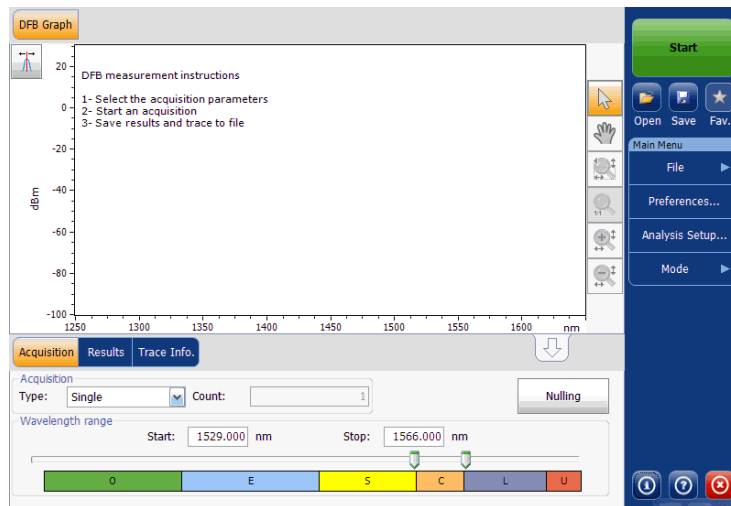 DFB Graph
DFB measurement instructions
1- Select the acquisition parameters
2- Start an acquisition
3- Save results and trace to file
dBm
20
0
-20
-40
-60
-80
-100
1250 1300 1350 1400 1450 1500 1550 1600 nm
1/1
Start
Open Save Fav.
Main Menu
File
Preferences...
Analysis Setup...
Mode
Acquisition Results Trace Info.
Acquisition
Type: Single Count: 1
Nulling
Wavelength range
Start: 1529.000 nm Stop: 1566.000 nm
O E S C L U